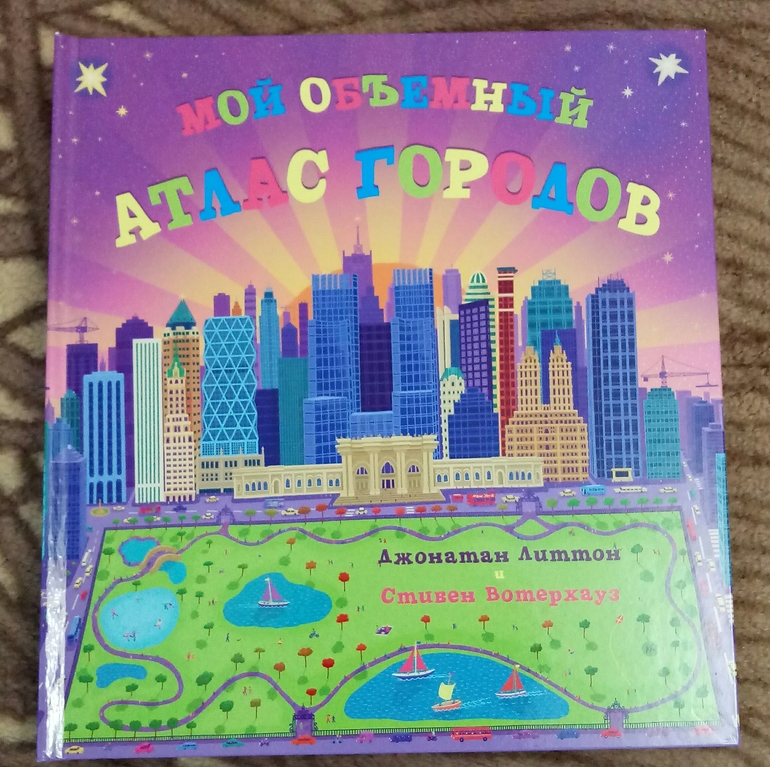 МОЙ ОБЪЕМНЫЙ
АТЛАС ГОРОДОВ
Джонатан Литтон
и
Стивен Вотерхауз